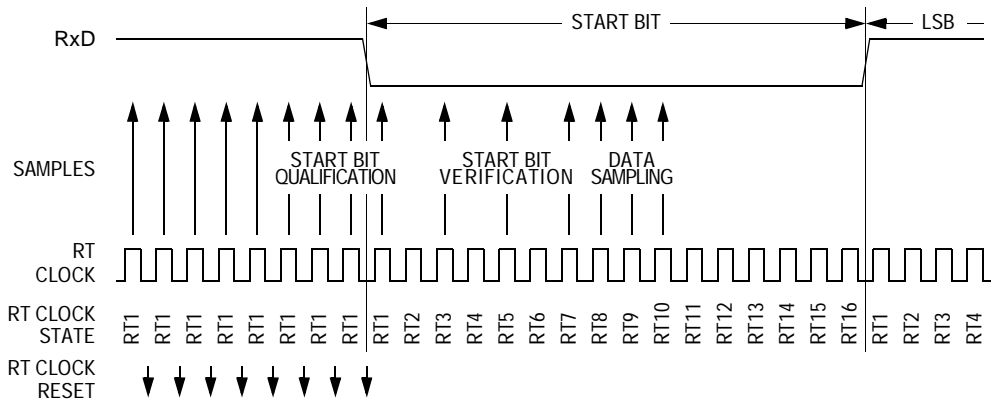 START BIT LSB
RxD
SAMPLES
START BIT QUALIFICATION
START BIT VERIFICATION
DATA SAMPLING
RT CLOCK
RT CLOCK STATE
RT1 RT1 RT1 RT1 RT1 RT1 RT1 RT1 RT1 RT2 RT3 RT4 RT5 RT6 RT7 RT8 RT9 RT10 RT11 RT12 RT13 RT14 RT15 RT16 RT1 RT2 RT3 RT4
RT CLOCK RESET